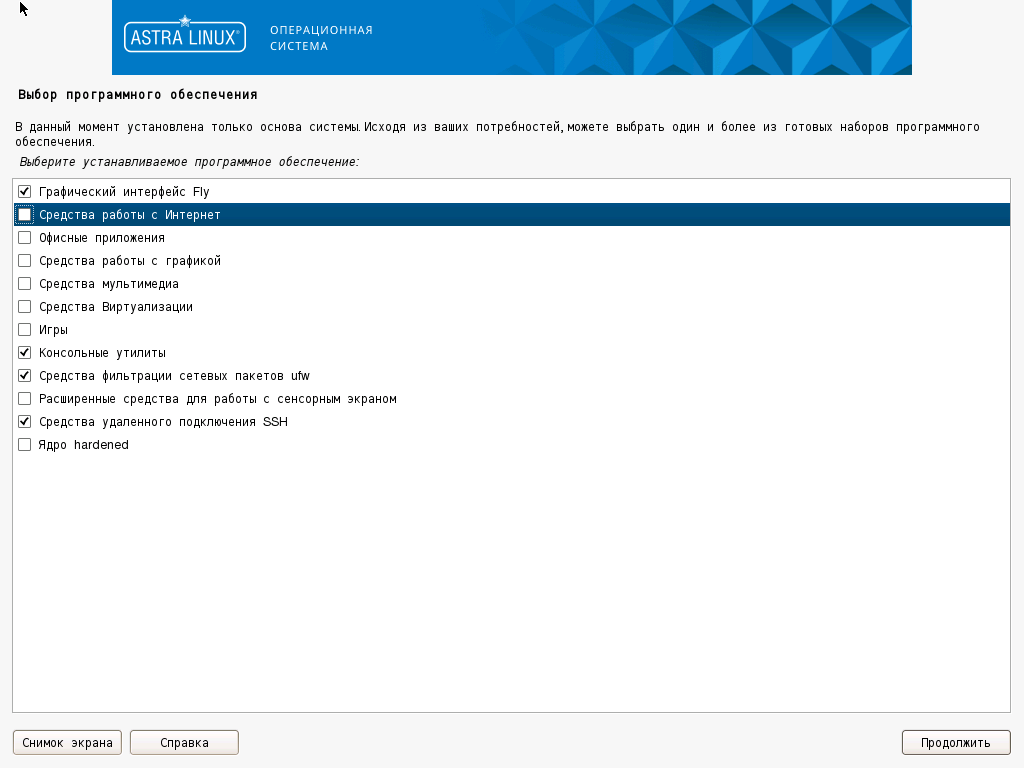 ASTRA LINUX®
ОПЕРАЦИОННАЯ
СИСТЕМА
Выбор программного обеспечения
В данный момент установлена только основа системы. Исходя из ваших потребностей, можете выбрать один и более из готовых наборов программного
обеспечения.
Выберите устанавливаемое программное обеспечение:
Графический интерфейс Fly
Средства работы с Интернет
Офисные приложения
Средства работы с графикой
Средства мультимедиа
Средства Виртуализации
Игры
Консольные утилиты
Средства фильтрации сетевых пакетов ufw
Расширенные средства для работы с сенсорным экраном
Средства удаленного подключения SSH
Ядро hardened
Снимок экрана
Справка
Продолжить